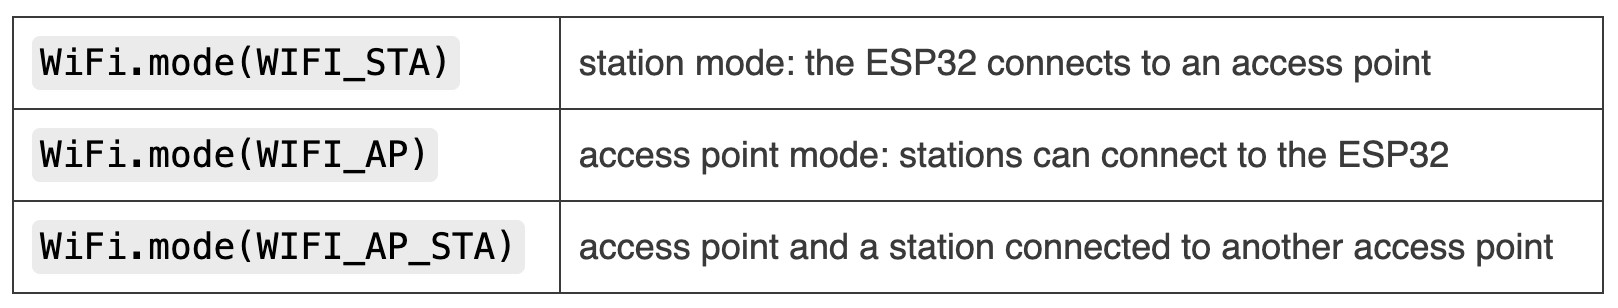 WiFi.mode(WIFI_STA) station mode: the ESP32 connects to an access point
WiFi.mode(WIFI_AP) access point mode: stations can connect to the ESP32
WiFi.mode(WIFI_AP_STA) access point and a station connected to another access point